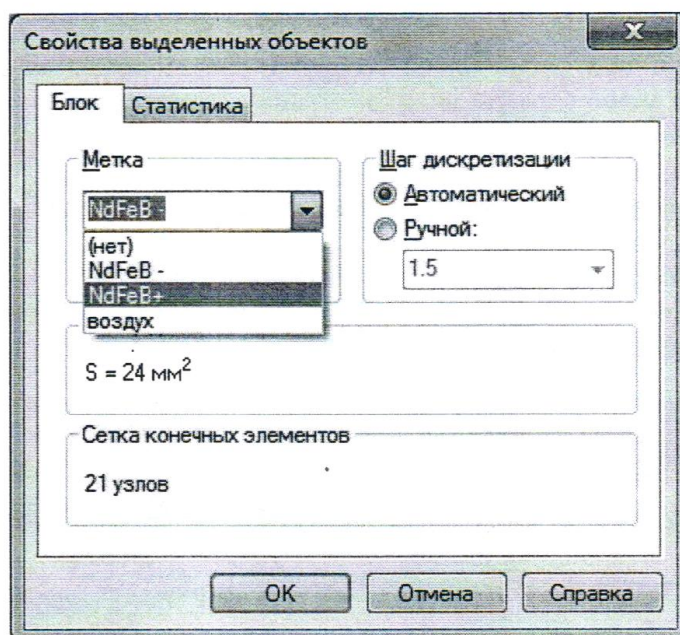 Свойства выделенных объектов
Блок
Статистика
Метка
NdFeB -
(нет)
NdFeB -
NdFeB+
воздух
Шаг дискретизации
Автоматический
Ручной:
1.5
S = 24 мм²
Сетка конечных элементов
21 узлов
OK
Отмена
Справка